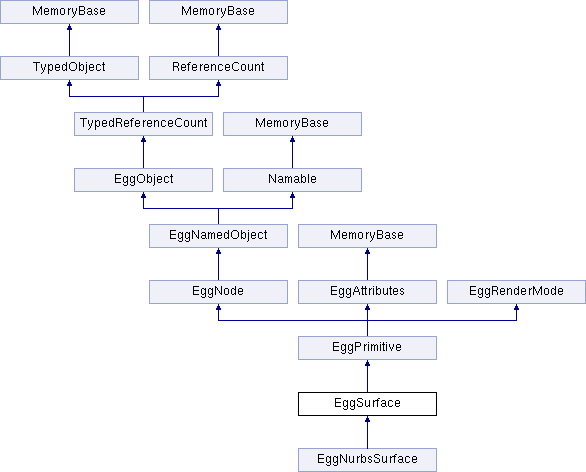 MemoryBase
MemoryBase
TypedObject
ReferenceCount
TypedReferenceCount
MemoryBase
EggObject
Namable
EggNamedObject
MemoryBase
EggNode
EggAttributes
EggRenderMode
EggPrimitive
EggSurface
EggNurbsSurface